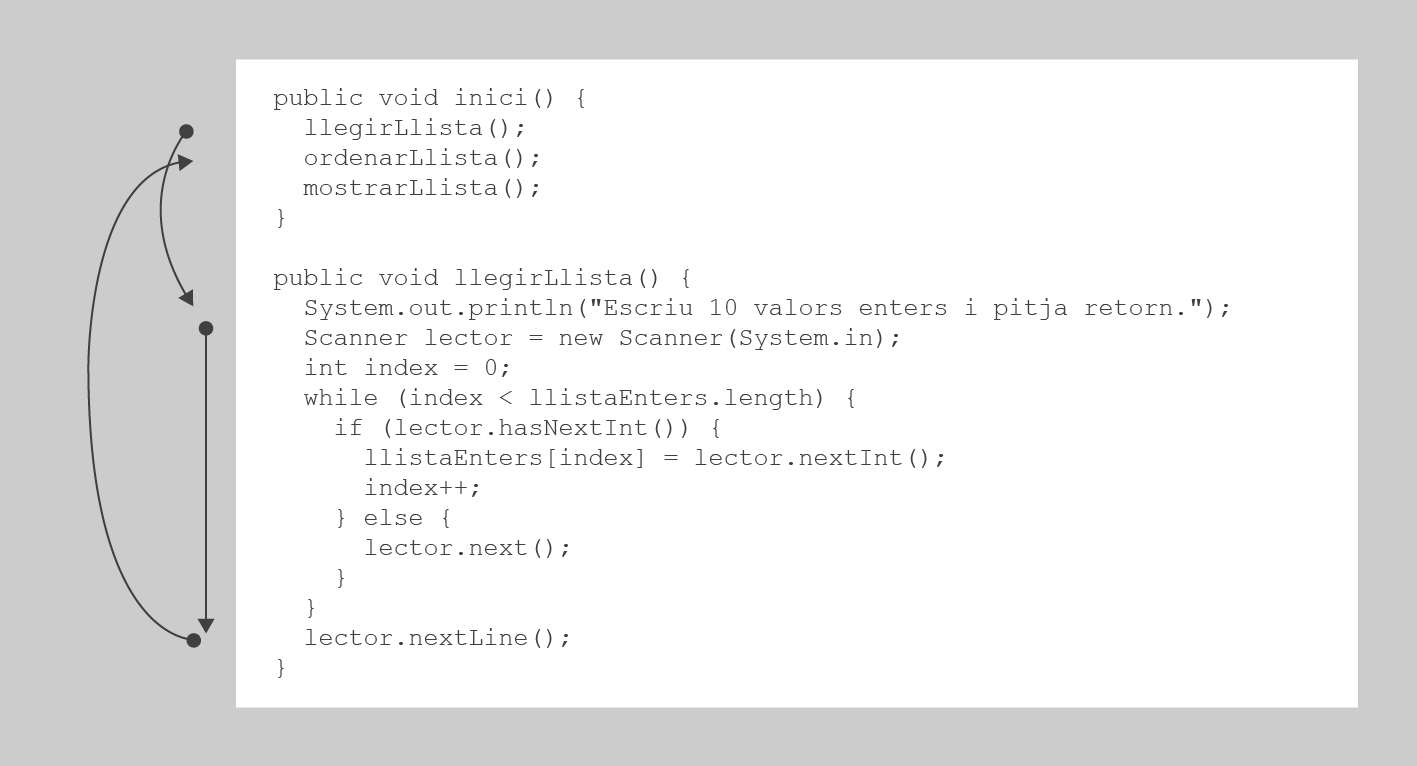 public void inici() {
  llegirLlista();
  ordenarLlista();
  mostrarLlista();
}

public void llegirLlista() {
  System.out.println("Escriu 10 valors enters i pitja retorn.");
  Scanner lector = new Scanner(System.in);
  int index = 0;
  while (index < llistaEnters.length) {
    if (lector.hasNextInt()) {
      llistaEnters[index] = lector.nextInt();
      index++;
    } else {
      lector.next();
    }
  }
  lector.nextLine();
}